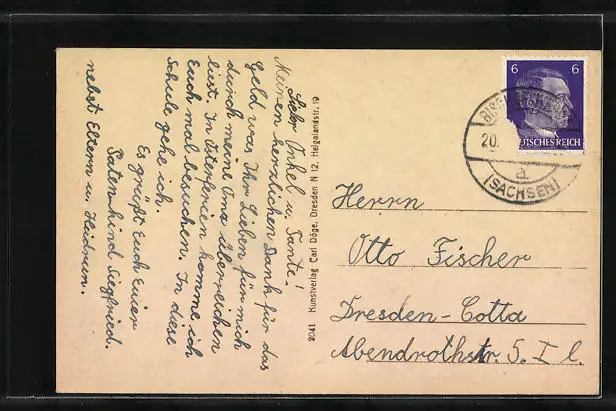 Lieber Onkel u. Tante!
Meinen herzlichen Dank für das
Geld was Ihr Lieben für mich
durch meine Oma überreichen
liest. In Osterferien komme ich
Euch mal besuchen. In diese
Schule gehe ich.
Es grüßt Euch Euer
Patenkind Siegfried.
nebst Eltern u. Heidrun.
20141 Kunstverlag Carl Döge, Dresden N 12, Helgolandstr. 19
6 6
DEUTSCHES REICH
20.
a
(SACHSEN)
Herrn
Otto Fischer
Dresden-Cotta
Abendrothstr. 5. I l.